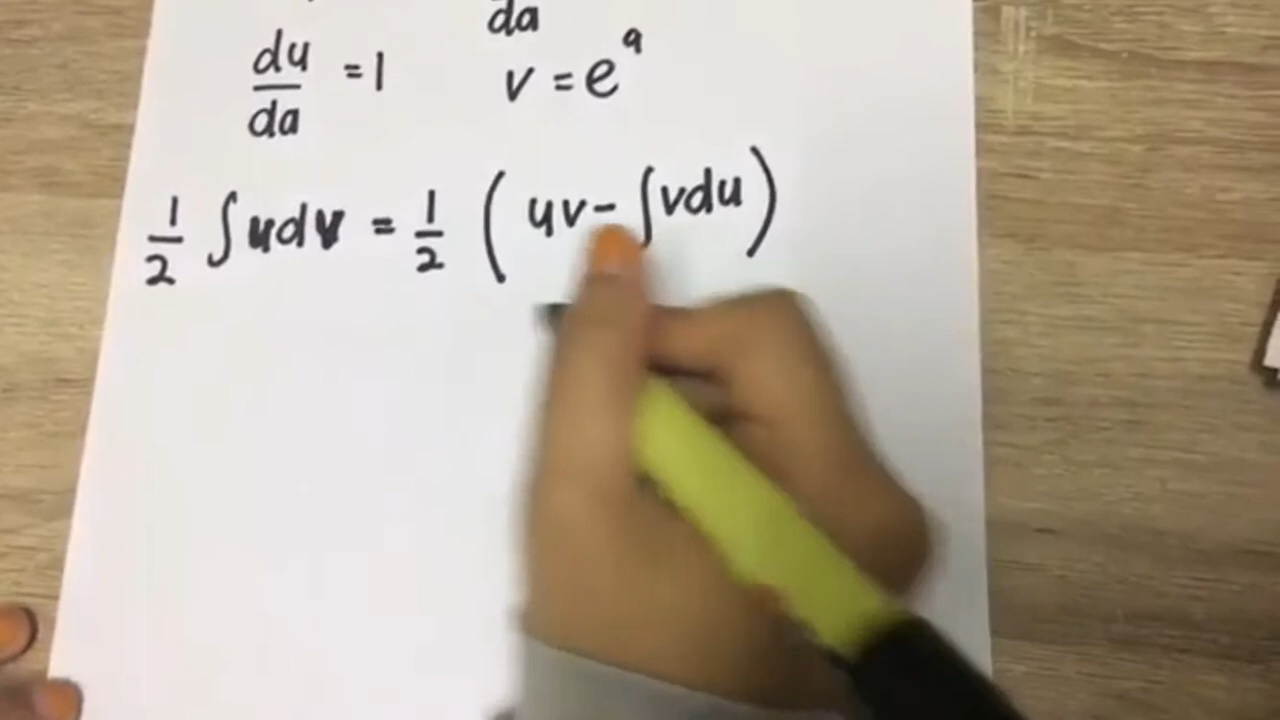 da
du/da = 1 v = e^a
1/2 ∫udv = 1/2 (uv - ∫vdu)